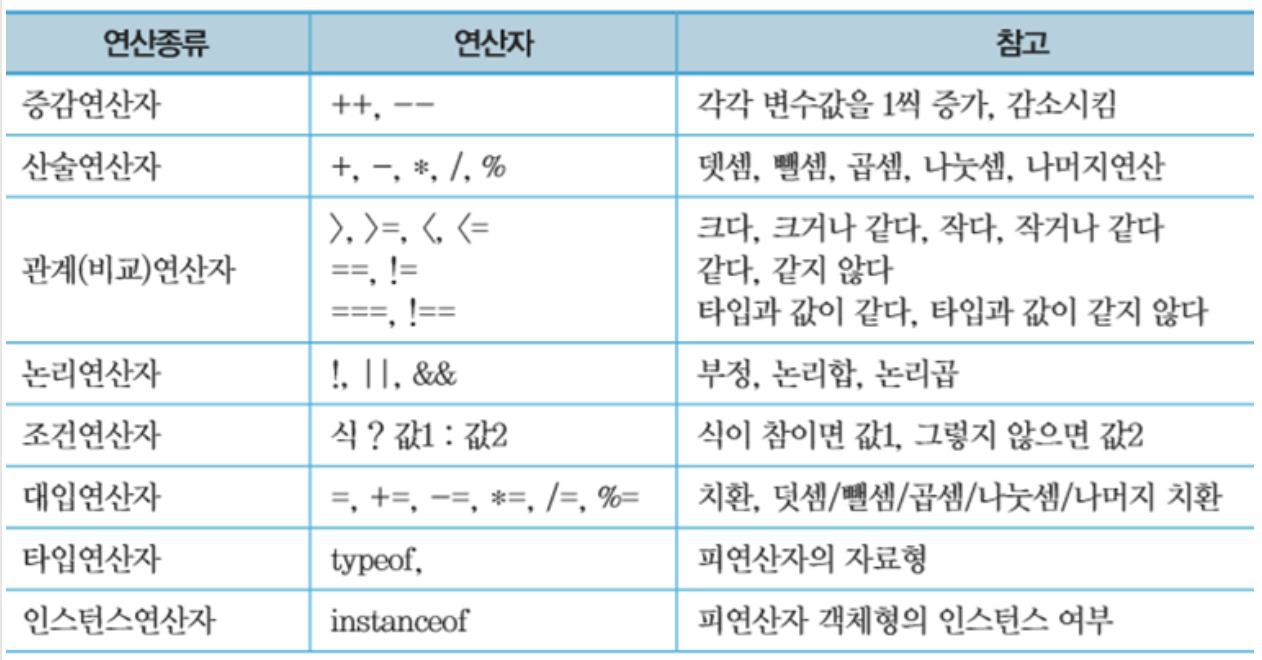 연산종류 연산자 참고
증감연산자 ++, -- 각각 변수값을 1씩 증가, 감소시킴
산술연산자 +, -, *, /, % 뎃셈, 뺄셈, 곱셈, 나눗셈, 나머지연산
〉, 〉=, 〈, 〈= 크다, 크거나 같다, 작다, 작거나 같다
관계(비교)연산자 ==, != 같다, 같지 않다
===, !== 타입과 값이 같다, 타입과 값이 같지 않다
논리연산자 !, ||, && 부정, 논리합, 논리곱
조건연산자 식 ? 값1 : 값2 식이 참이면 값1, 그렇지 않으면 값2
대입연산자 =, +=, -=, *=, /=, %= 치환, 덧셈/뺄셈/곱셈/나눗셈/나머지 치환
타입연산자 typeof, 피연산자의 자료형
인스턴스연산자 instanceof 피연산자 객체형의 인스턴스 여부